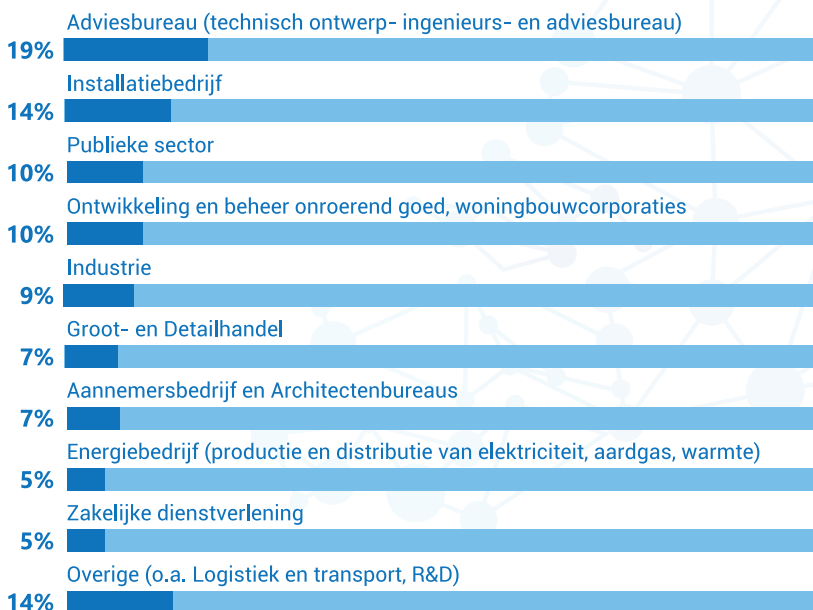 Adviesbureau (technisch ontwerp- ingenieurs- en adviesbureau)
19%
Installatiebedrijf
14%
Publieke sector
10%
Ontwikkeling en beheer onroerend goed, woningbouwcorporaties
10%
Industrie
9%
Groot- en Detailhandel
7%
Aannemersbedrijf en Architectenbureaus
7%
Energiebedrijf (productie en distributie van elektriciteit, aardgas, warmte)
5%
Zakelijke dienstverlening
5%
Overige (o.a. Logistiek en transport, R&D)
14%